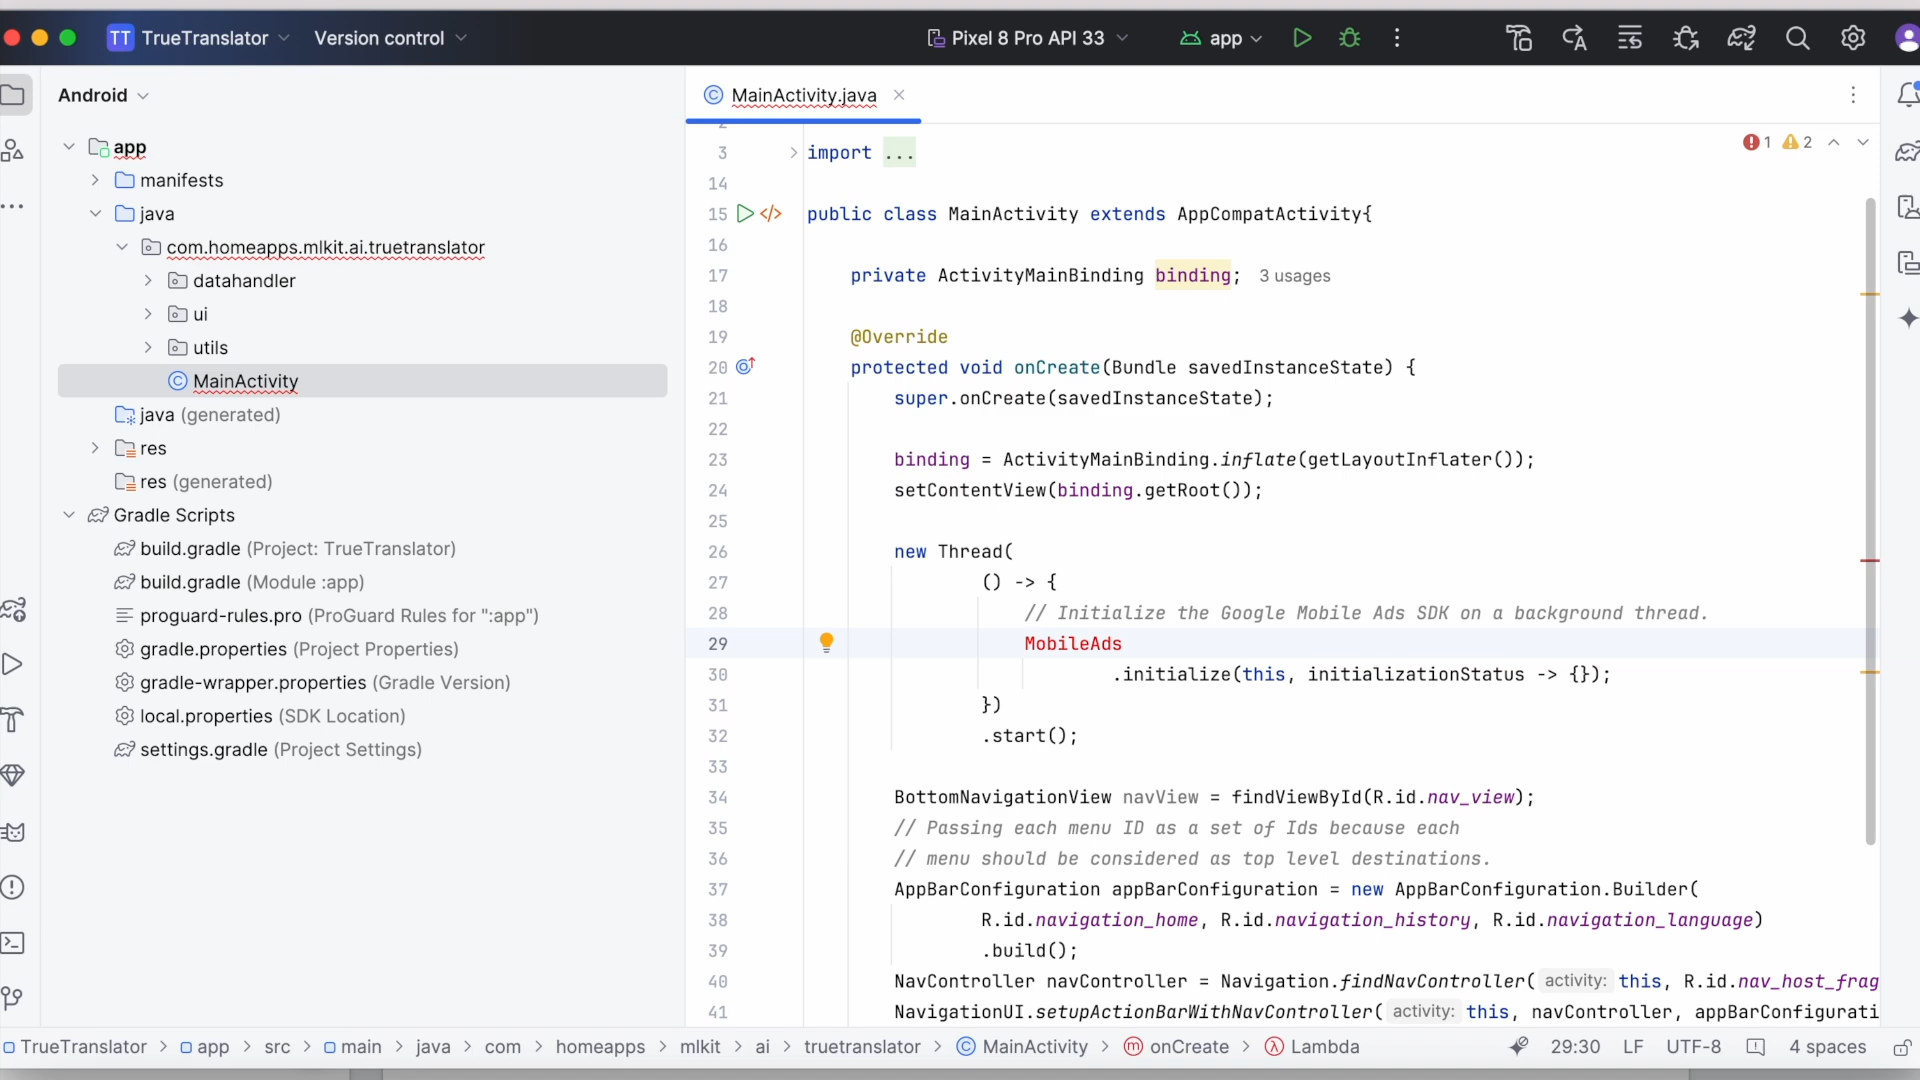 TT TrueTranslator Version control Pixel 8 Pro API 33 app
Android
app
manifests
java
com.homeapps.mlkit.ai.truetranslator
datahandler
ui
utils
MainActivity
java (generated)
res
res (generated)
Gradle Scripts
build.gradle (Project: TrueTranslator)
build.gradle (Module :app)
proguard-rules.pro (ProGuard Rules for ":app")
gradle.properties (Project Properties)
gradle-wrapper.properties (Gradle Version)
local.properties (SDK Location)
settings.gradle (Project Settings)
MainActivity.java
1 2
3 import ...
14
15 public class MainActivity extends AppCompatActivity{
16
17 private ActivityMainBinding binding; 3 usages
18
19 @Override
20 protected void onCreate(Bundle savedInstanceState) {
21 super.onCreate(savedInstanceState);
22
23 binding = ActivityMainBinding.inflate(getLayoutInflater());
24 setContentView(binding.getRoot());
25
26 new Thread(
27 () -> {
28 // Initialize the Google Mobile Ads SDK on a background thread.
29 MobileAds
30 .initialize(this, initializationStatus -> {});
31 })
32 .start();
33
34 BottomNavigationView navView = findViewById(R.id.nav_view);
35 // Passing each menu ID as a set of Ids because each
36 // menu should be considered as top level destinations.
37 AppBarConfiguration appBarConfiguration = new AppBarConfiguration.Builder(
38 R.id.navigation_home, R.id.navigation_history, R.id.navigation_language)
39 .build();
40 NavController navController = Navigation.findNavController( activity: this, R.id.nav_host_frag
41 NavigationUI.setupActionBarWithNavController( activity: this, navController, appBarConfigurati
TrueTranslator > app > src > main > java > com > homeapps > mlkit > ai > truetranslator > MainActivity > onCreate > Lambda 29:30 LF UTF-8 4 spaces